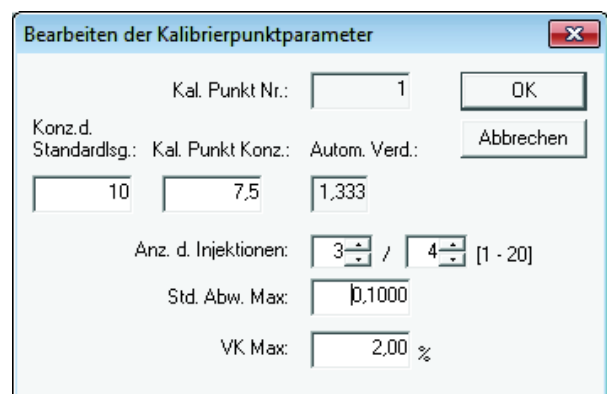 Bearbeiten der Kalibrierpunktparameter
Kal. Punkt Nr.: 1 OK
Konz.d.
Standardlsg.: Kal. Punkt Konz.: Autom. Verd.: Abbrechen
10 7,5 1,333
Anz. d. Injektionen: 3 / 4 [1 - 20]
Std. Abw. Max: 0,1000
VK Max: 2,00 %